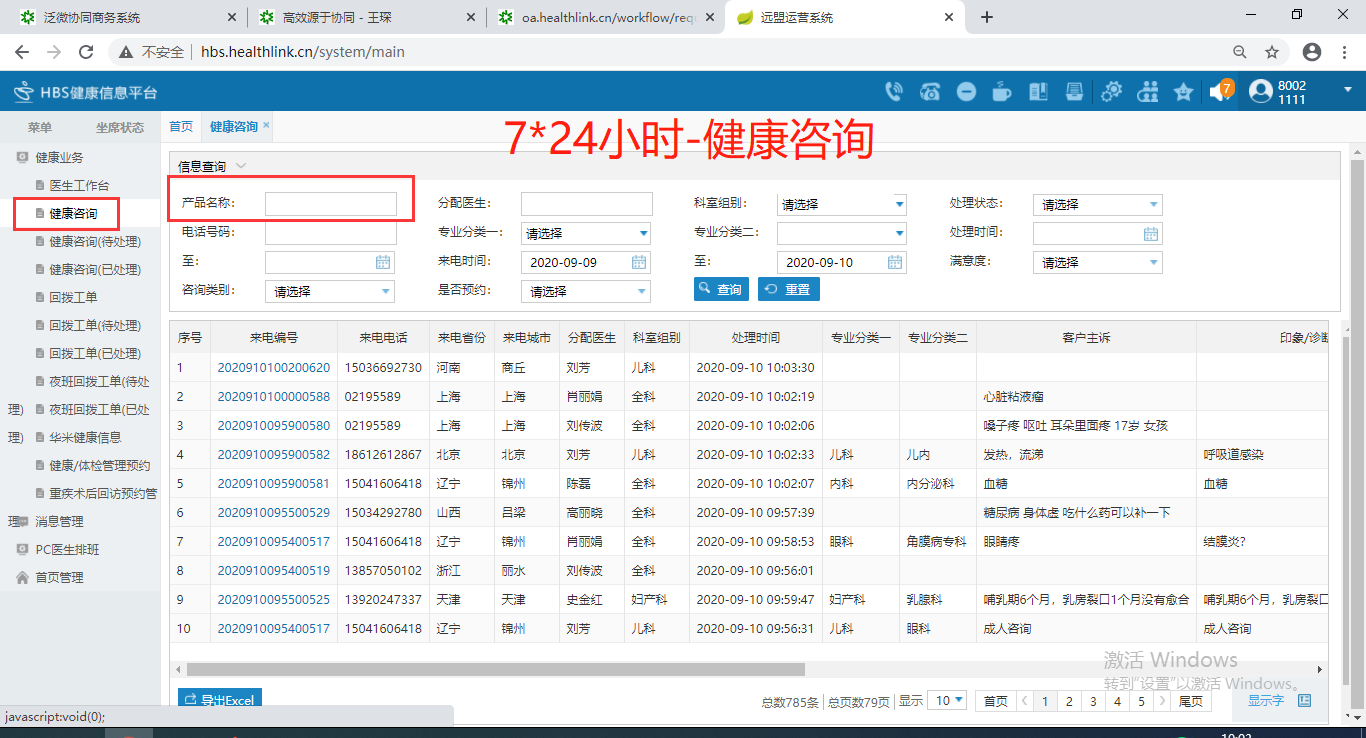 泛微协同商务系统
高效源于协同 - 王琛
oa.healthlink.cn/workflow/req
远盟运营系统
不安全 hbs.healthlink.cn/system/main
HBS健康信息平台
7
8002
1111
菜单 坐席状态 首页 健康咨询
7*24小时-健康咨询
健康业务
医生工作台
健康咨询
健康咨询(待处理)
健康咨询(已处理)
回拨工单
回拨工单(待处理)
回拨工单(已处理)
夜班回拨工单(待处
理) 夜班回拨工单(已处
理) 华米健康信息
健康/体检管理预约
重疾术后回访预约管
理 消息管理
PC医生排班
首页管理
信息查询
产品名称: 分配医生: 科室组别: 请选择 处理状态: 请选择
电话号码: 专业分类一: 请选择 专业分类二: 处理时间:
至: 来电时间: 2020-09-09 至: 2020-09-10 满意度: 请选择
咨询类别: 请选择 是否预约: 请选择 查询 重置
序号 来电编号 来电电话 来电省份 来电城市 分配医生 科室组别 处理时间 专业分类一 专业分类二 客户主诉 印象/诊断
1 2020910100200620 15036692730 河南 商丘 刘芳 儿科 2020-09-10 10:03:30
2 2020910100000588 02195589 上海 上海 肖丽娟 全科 2020-09-10 10:02:19 心脏粘液瘤
3 2020910095900580 02195589 上海 上海 刘传波 全科 2020-09-10 10:02:06 嗓子疼 呕吐 耳朵里面疼 17岁 女孩
4 2020910095900582 18612612867 北京 北京 刘芳 儿科 2020-09-10 10:02:33 儿科 儿内 发热，流涕 呼吸道感染
5 2020910095900581 15041606418 辽宁 锦州 陈磊 全科 2020-09-10 10:02:07 内科 内分泌科 血糖 血糖
6 2020910095500529 15034292780 山西 吕梁 高丽晓 全科 2020-09-10 09:57:39 糖尿病 身体虚 吃什么药可以补一下
7 2020910095400517 15041606418 辽宁 锦州 肖丽娟 全科 2020-09-10 09:58:53 眼科 角膜病专科 眼睛疼 结膜炎?
8 2020910095400519 13857050102 浙江 丽水 刘传波 全科 2020-09-10 09:56:01
9 2020910095500525 13920247337 天津 天津 史金红 妇产科 2020-09-10 09:59:47 妇产科 乳腺科 哺乳期6个月，乳房裂口1个月没有愈合 哺乳期6个月，乳房裂口
10 2020910095400517 15041606418 辽宁 锦州 刘芳 儿科 2020-09-10 09:56:31 儿科 眼科 成人咨询 成人咨询
激活 Windows
转到"设置"以激活 Windows。
导出Excel 总数785条 总页数79页 显示 10 首页 1 2 3 4 5 尾页 显示字
javascript:void(0);